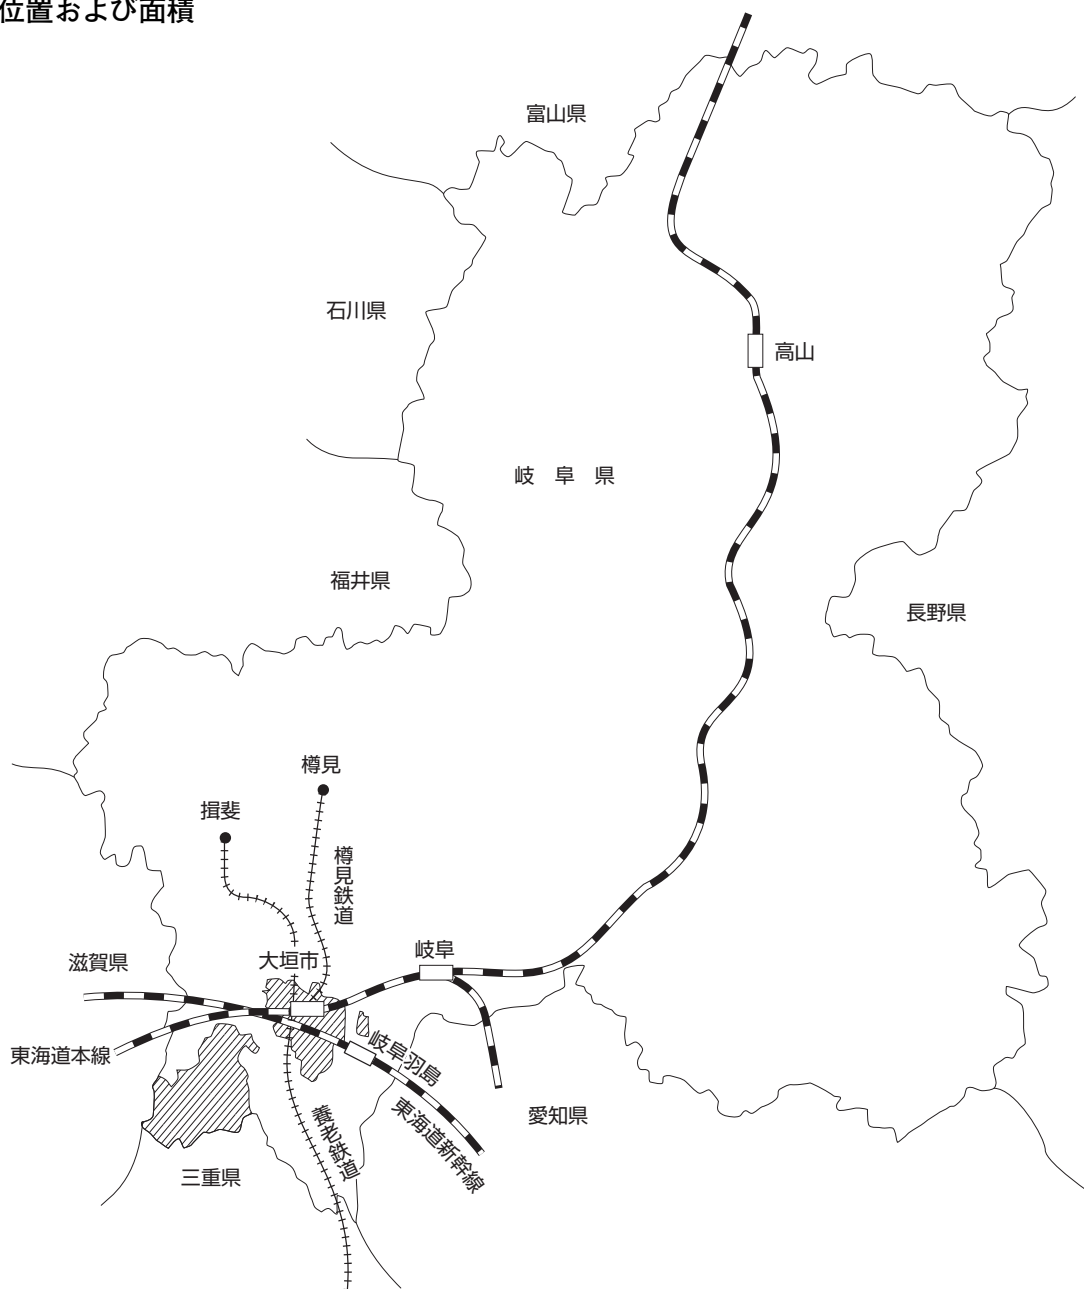 位置および面積
富山県
石川県
高山
岐阜県
福井県
長野県
樽見
揖斐
樽見鉄道
岐阜
大垣市
滋賀県
東海道本線
岐阜羽島
東海道新幹線
愛知県
養老鉄道
三重県